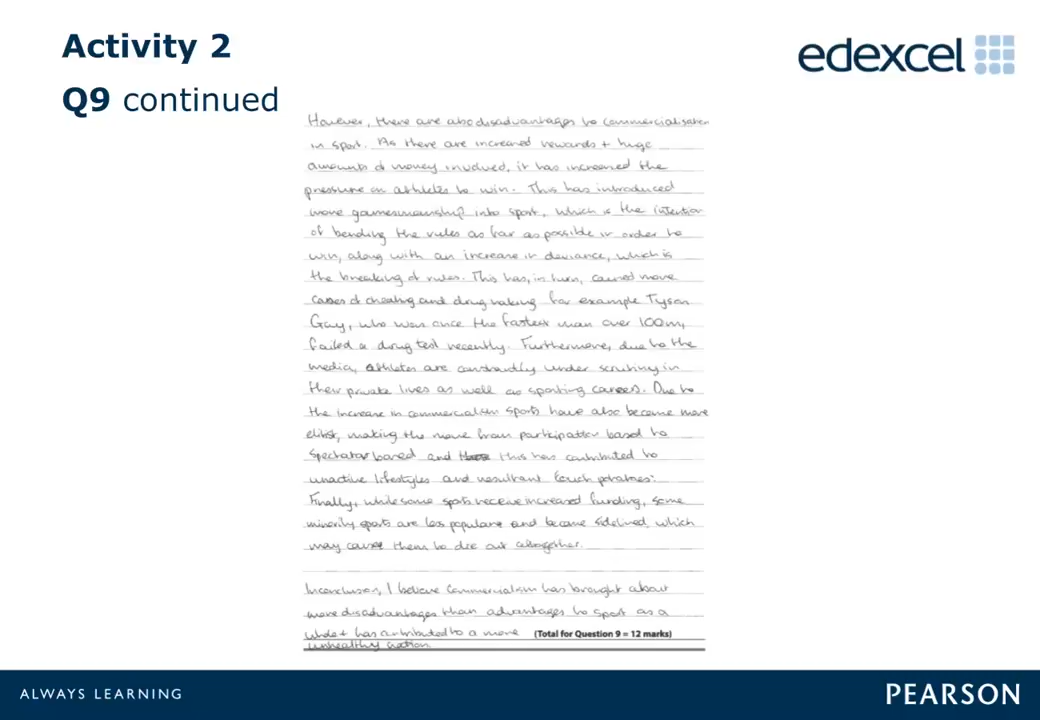 Activity 2
edexcel
Q9 continued
However, there are also disadvantages to commercialisation
in sport. As there are increased rewards + huge
amounts of money involved, it has increased the
pressure on athletes to win. This has introduced
more gamesmanship into sport, which is the intention
of bending the rules as far as possible in order to
win, along with an increase in deviance, which is
the breaking of rules. This has, in turn, caused more
cases of cheating and drug taking for example Tyson
Gay, who was once the fastest man over 100m,
failed a drug test recently. Furthermore, due to the
media, athletes are constantly under scrutiny in
their private lives as well as sporting careers. Due to
the increase in commercialism sports have also become more
elitist, making the move from participation based to
spectator based and this has contributed to
unactive lifestyles and resultant 'couch potatoes'.
Finally, while some sports receive increased funding, some
minority sports are less popular and become sidelined, which
may cause them to die out altogether.
In conclusion, I believe commercialism has brought about
more disadvantages than advantages to sport as a
whole + has contributed to a more (Total for Question 9 = 12 marks)
unhealthy nation.
ALWAYS LEARNING
PEARSON